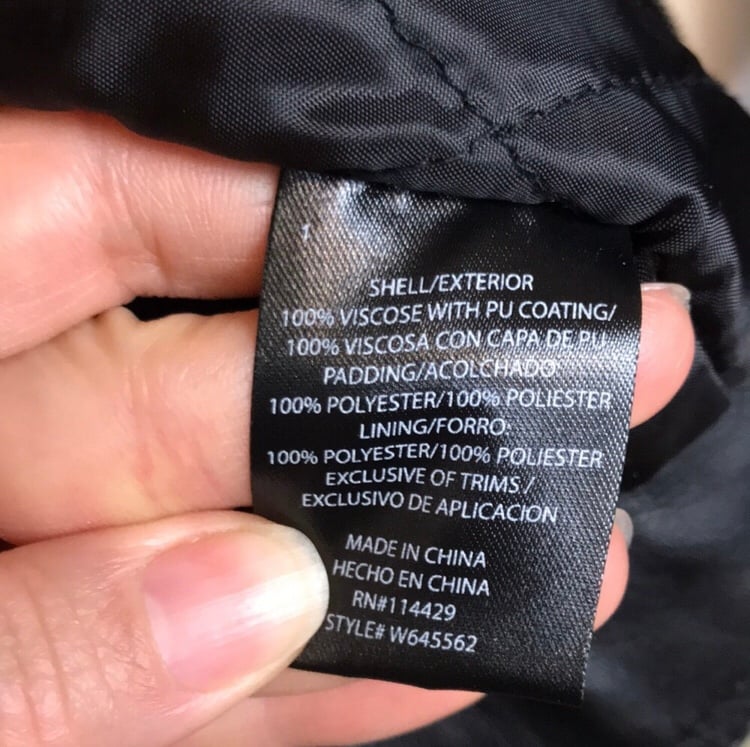 SHELL/EXTERIOR
100% VISCOSE WITH PU COATING/
100% VISCOSA CON CAPA DE PU
PADDING/ACOLCHADO
100% POLYESTER/100% POLIESTER
LINING/FORRO:
100% POLYESTER/100% POLIESTER
EXCLUSIVE OF TRIMS /
EXCLUSIVO DE APLICACION
MADE IN CHINA
HECHO EN CHINA
RN#114429
STYLE# W645562